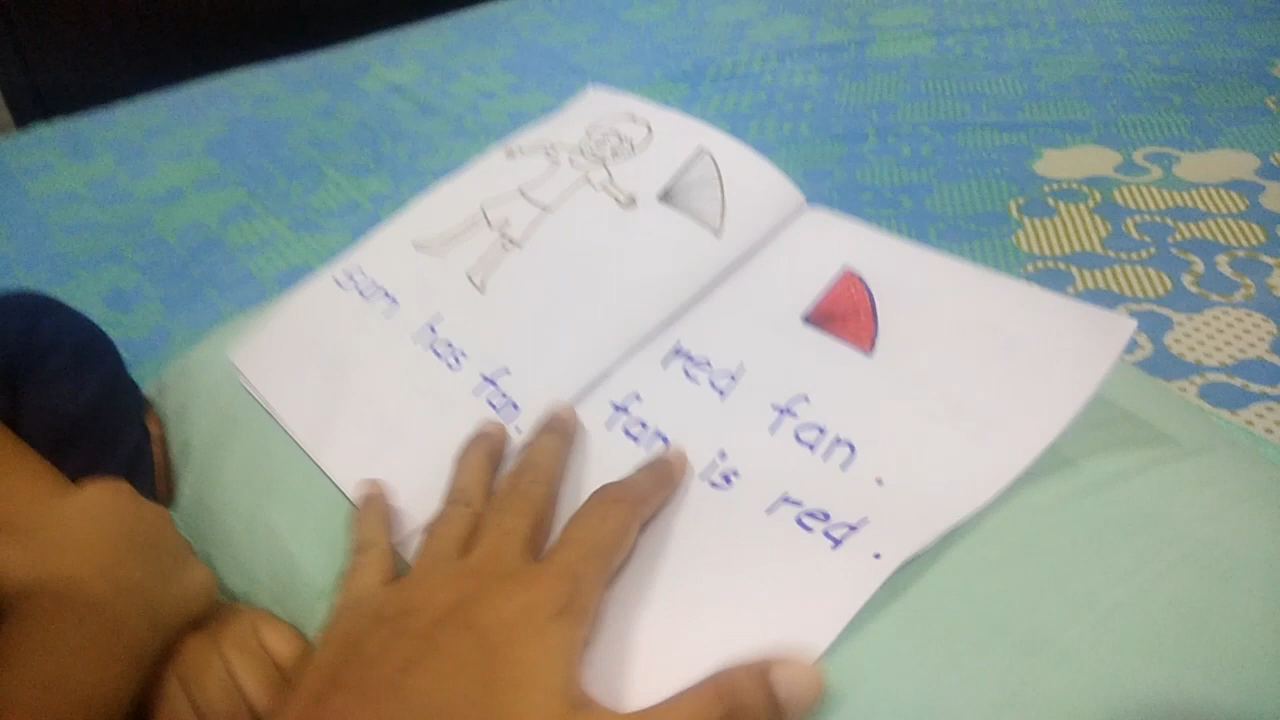 sam has fan.
red fan.
fan is red.